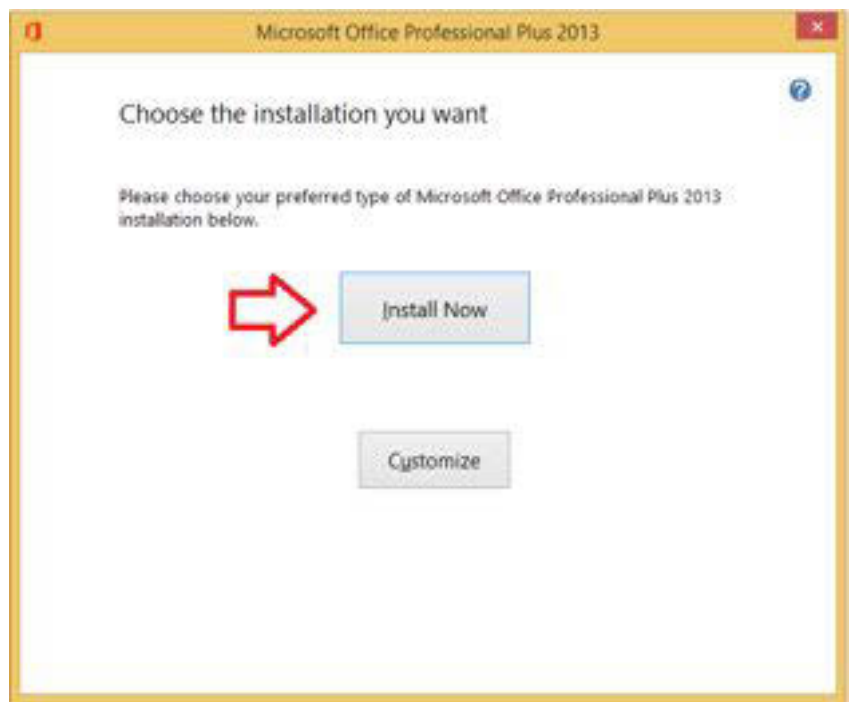 Microsoft Office Professional Plus 2013
Choose the installation you want
Please choose your preferred type of Microsoft Office Professional Plus 2013
installation below.
Install Now
Customize